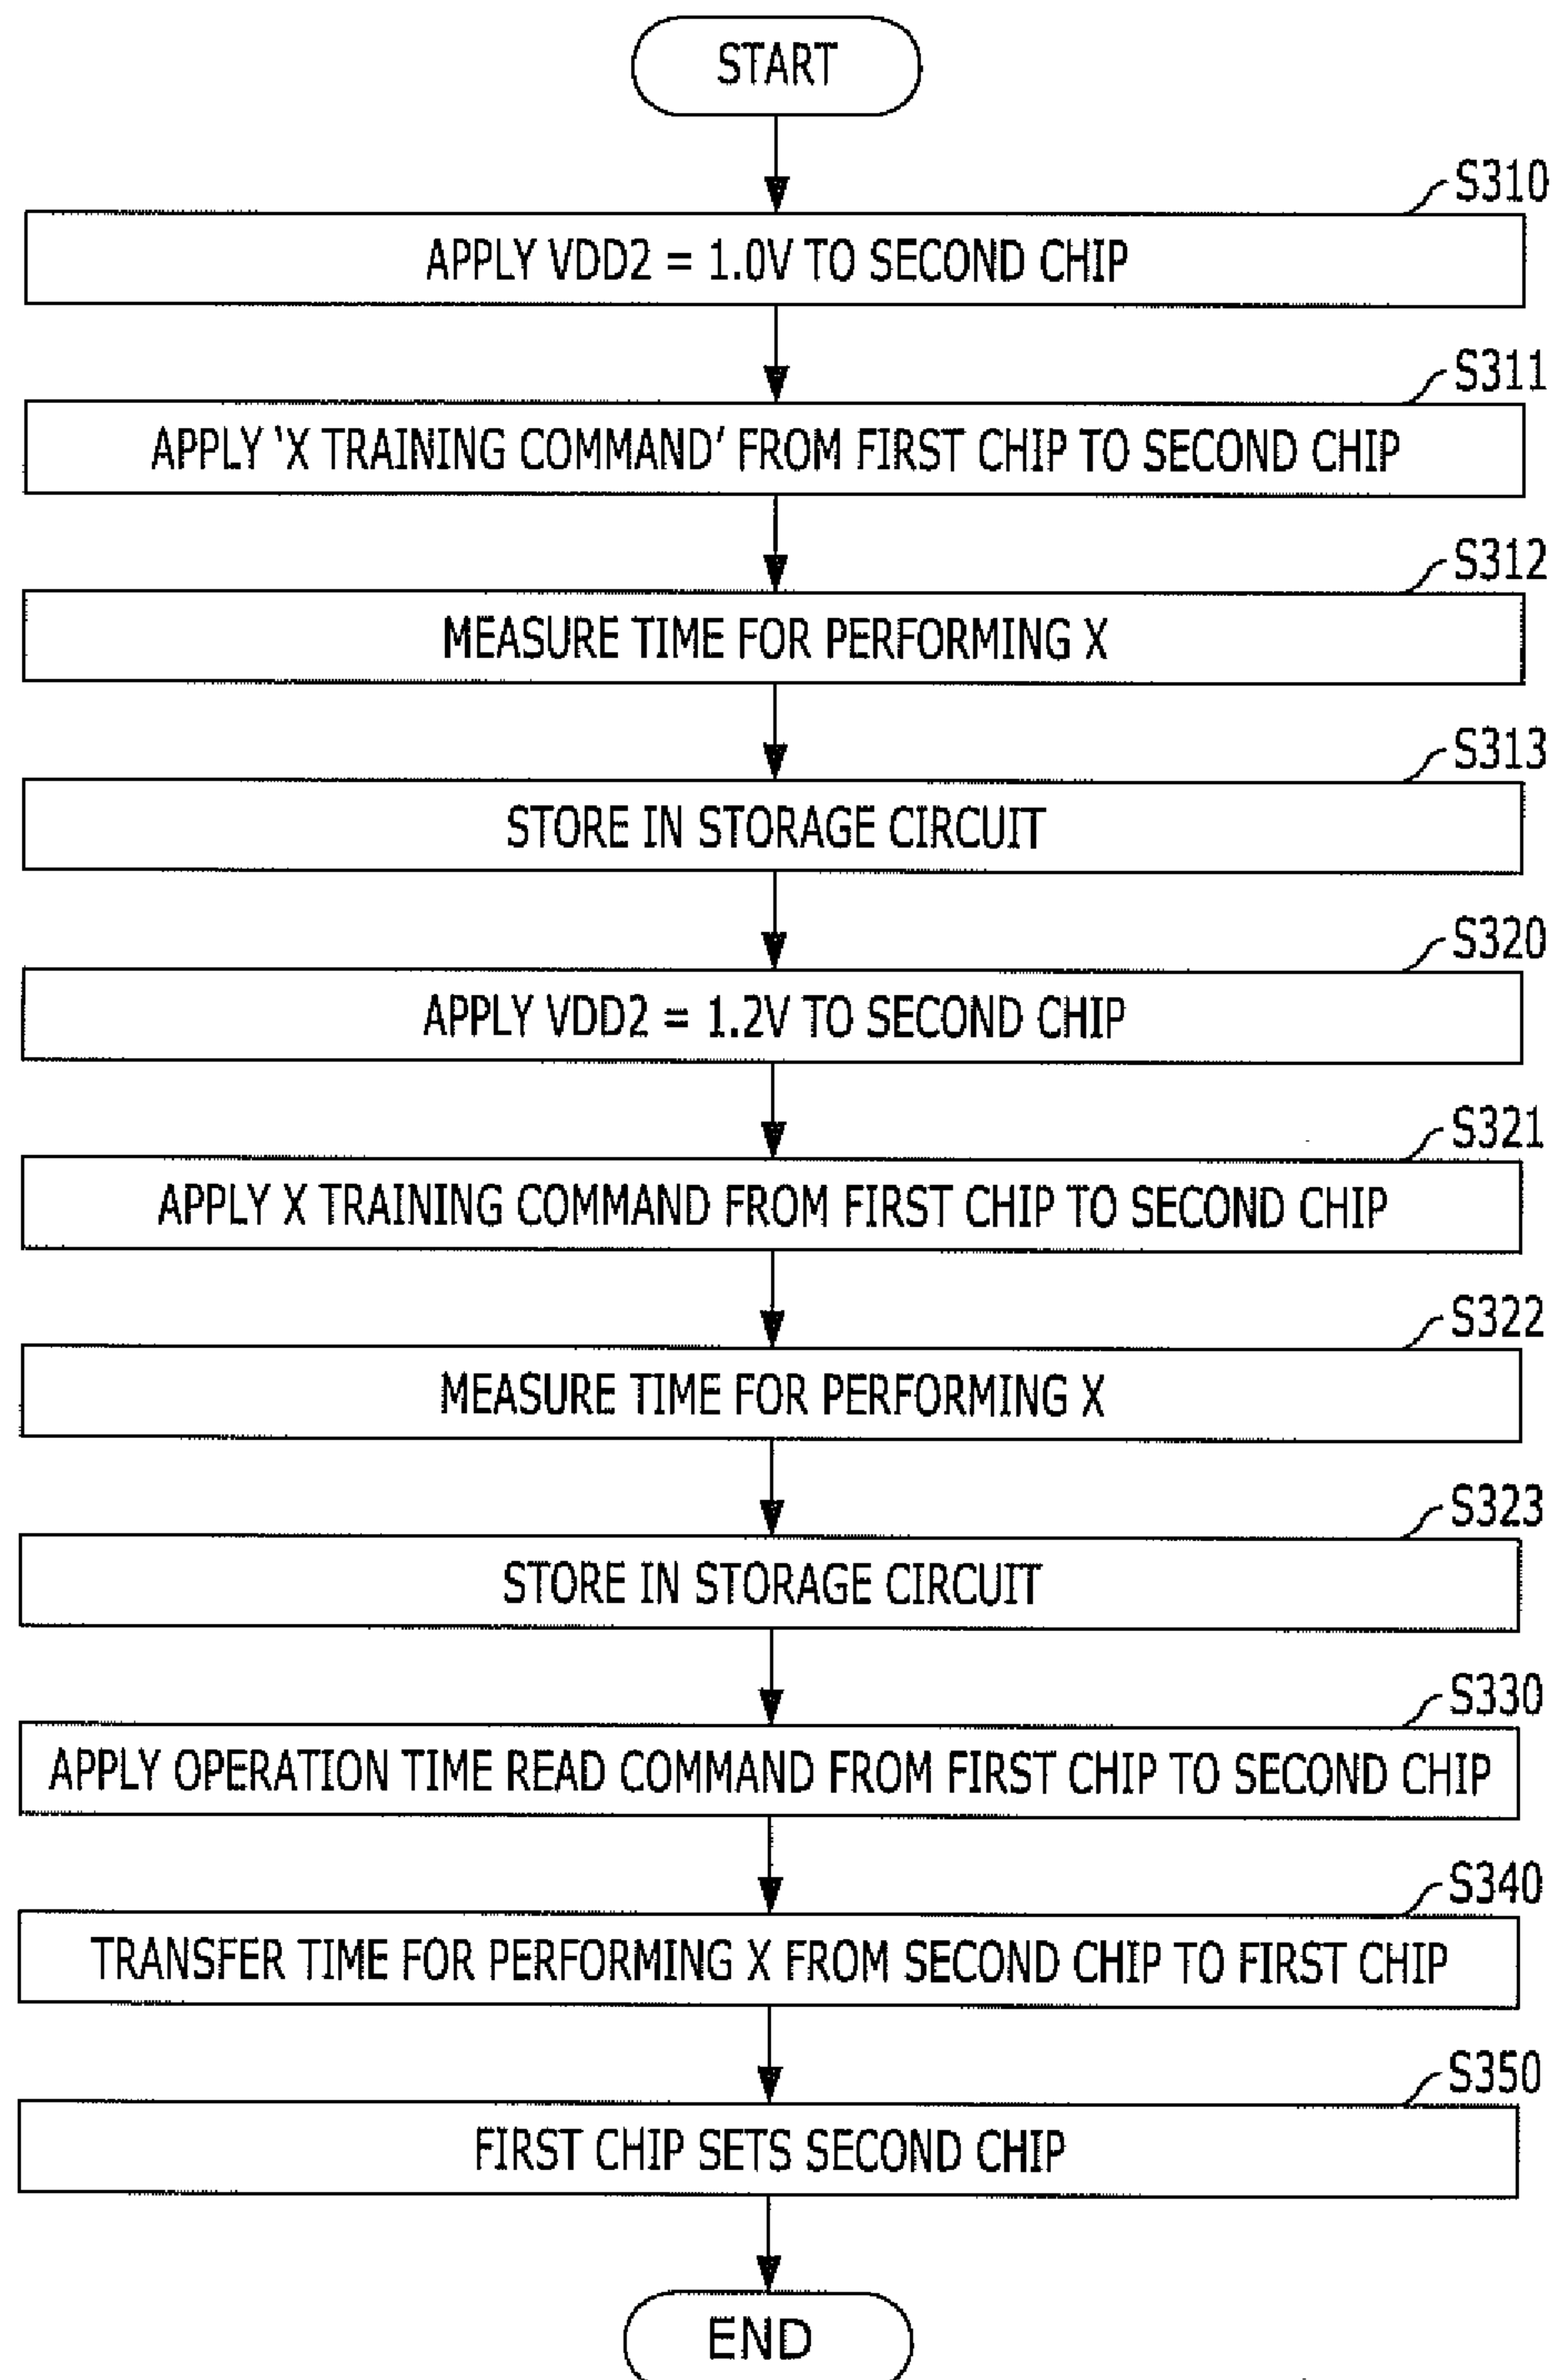 START
S310
APPLY VDD2 = 1.0V TO SECOND CHIP
S311
APPLY ‘X TRAINING COMMAND’ FROM FIRST CHIP TO SECOND CHIP
S312
MEASURE TIME FOR PERFORMING X
S313
STORE IN STORAGE CIRCUIT
S320
APPLY VDD2 = 1.2V TO SECOND CHIP
S321
APPLY X TRAINING COMMAND FROM FIRST CHIP TO SECOND CHIP
S322
MEASURE TIME FOR PERFORMING X
S323
STORE IN STORAGE CIRCUIT
S330
APPLY OPERATION TIME READ COMMAND FROM FIRST CHIP TO SECOND CHIP
S340
TRANSFER TIME FOR PERFORMING X FROM SECOND CHIP TO FIRST CHIP
S350
FIRST CHIP SETS SECOND CHIP
END